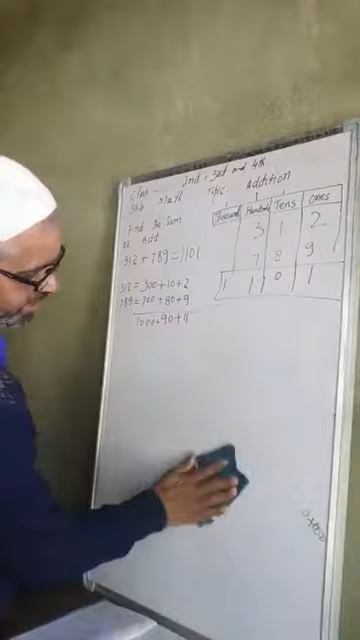 Class - 2nd, 3rd and 4th
Sub Math Topic Addition
Find the Sum
or Add
312 + 789 = 1101
312 = 300+10+2
789 = 700+80+9
1000+90+11
Thousand Hundred Tens Ones
3 1 2
7 8 9
1 1 0 1